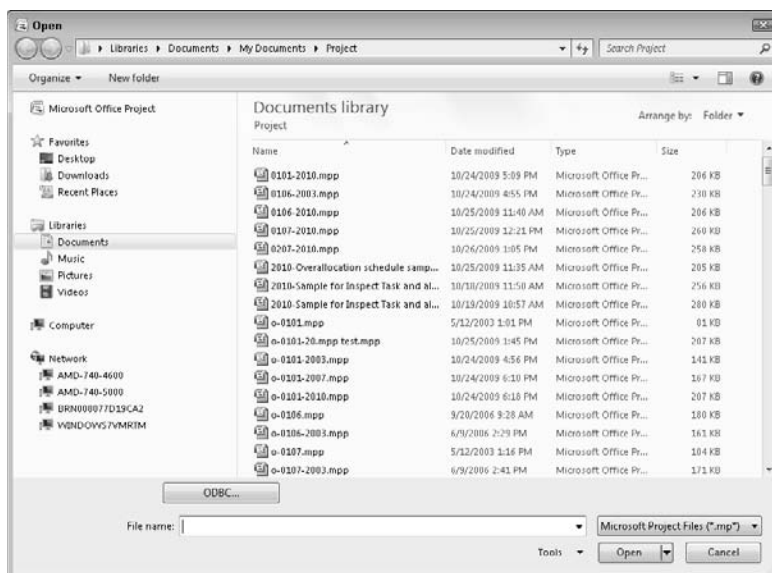 Open
Libraries Documents My Documents Project
Search Project
Organize New folder
Microsoft Office Project
Favorites
Desktop
Downloads
Recent Places
Libraries
Documents
Music
Pictures
Videos
Computer
Network
AMD-740-4600
AMD-740-5000
BRN000077D19CA2
WINDOWS7VMRTM
Documents library
Project
Arrange by: Folder
Name Date modified Type Size
0101-2010.mpp 10/24/2009 5:09 PM Microsoft Office Pr... 206 KB
0106-2003.mpp 10/24/2009 4:55 PM Microsoft Office Pr... 230 KB
0106-2010.mpp 10/25/2009 11:40 AM Microsoft Office Pr... 206 KB
0107-2010.mpp 10/25/2009 12:21 PM Microsoft Office Pr... 260 KB
0207-2010.mpp 10/26/2009 1:05 PM Microsoft Office Pr... 258 KB
2010-Overallocation schedule samp... 10/25/2009 11:35 AM Microsoft Office Pr... 205 KB
2010-Sample for Inspect Task and al... 10/18/2009 11:50 AM Microsoft Office Pr... 256 KB
2010-Sample for Inspect Task and al... 10/19/2009 10:57 AM Microsoft Office Pr... 280 KB
o-0101.mpp 5/12/2003 1:01 PM Microsoft Office Pr... 81 KB
o-0101-20.mpp test.mpp 10/25/2009 1:45 PM Microsoft Office Pr... 207 KB
o-0101-2003.mpp 10/24/2009 4:56 PM Microsoft Office Pr... 141 KB
o-0101-2007.mpp 10/24/2009 6:10 PM Microsoft Office Pr... 167 KB
o-0101-2010.mpp 10/24/2009 6:18 PM Microsoft Office Pr... 207 KB
o-0106.mpp 9/20/2006 9:28 AM Microsoft Office Pr... 180 KB
o-0106-2003.mpp 6/9/2006 2:29 PM Microsoft Office Pr... 161 KB
o-0107.mpp 5/12/2003 1:16 PM Microsoft Office Pr... 104 KB
o-0107-2003.mpp 6/9/2006 2:41 PM Microsoft Office Pr... 171 KB
ODBC...
File name: Microsoft Project Files (*.mp*)
Tools Open Cancel